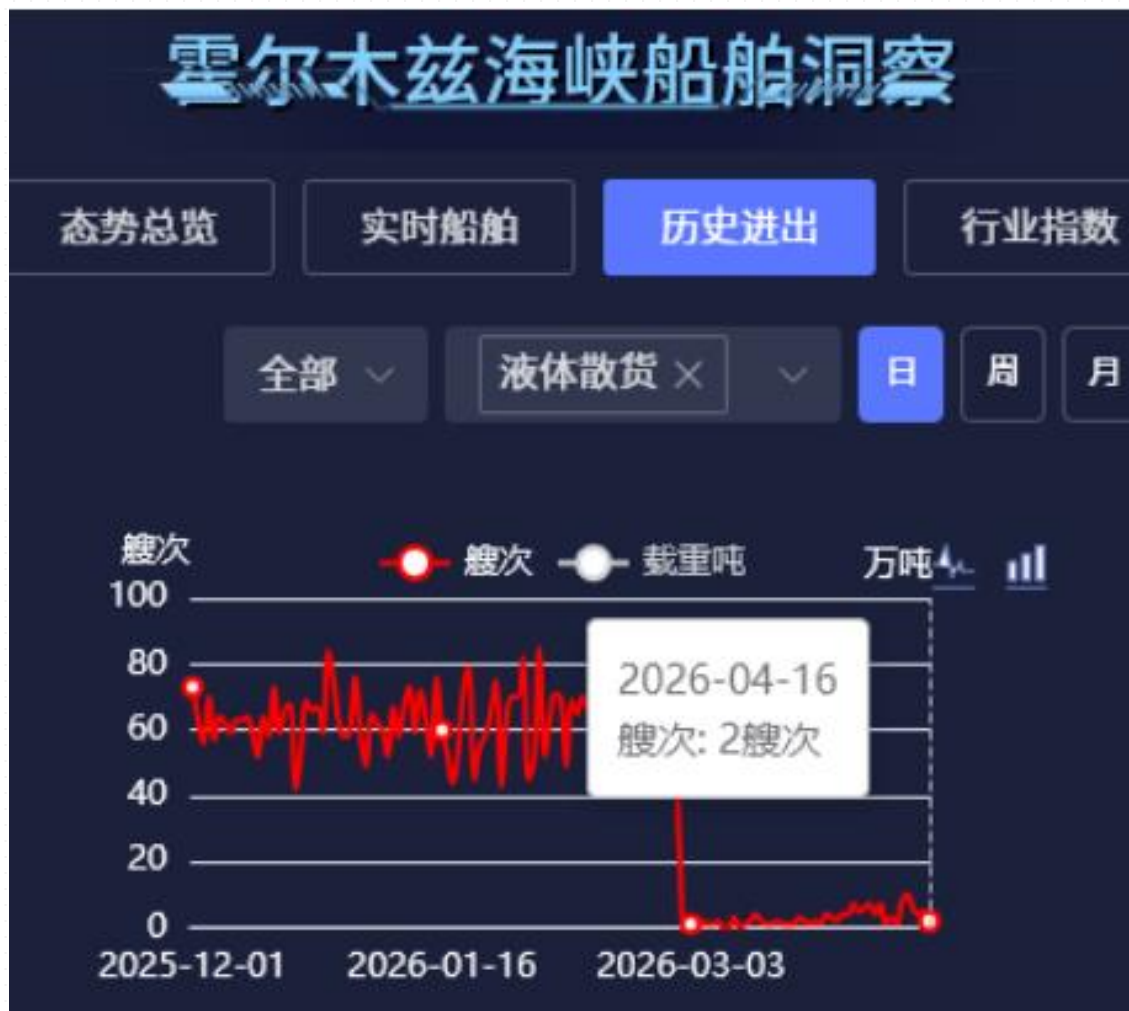 霍尔木兹海峡船舶洞察
态势总览 实时船舶 历史进出 行业指数
全部 液体散货 × 日 周 月
艘次 艘次 载重吨 万吨
100
80
60
40
20
0
2026-04-16
艘次: 2艘次
2025-12-01 2026-01-16 2026-03-03